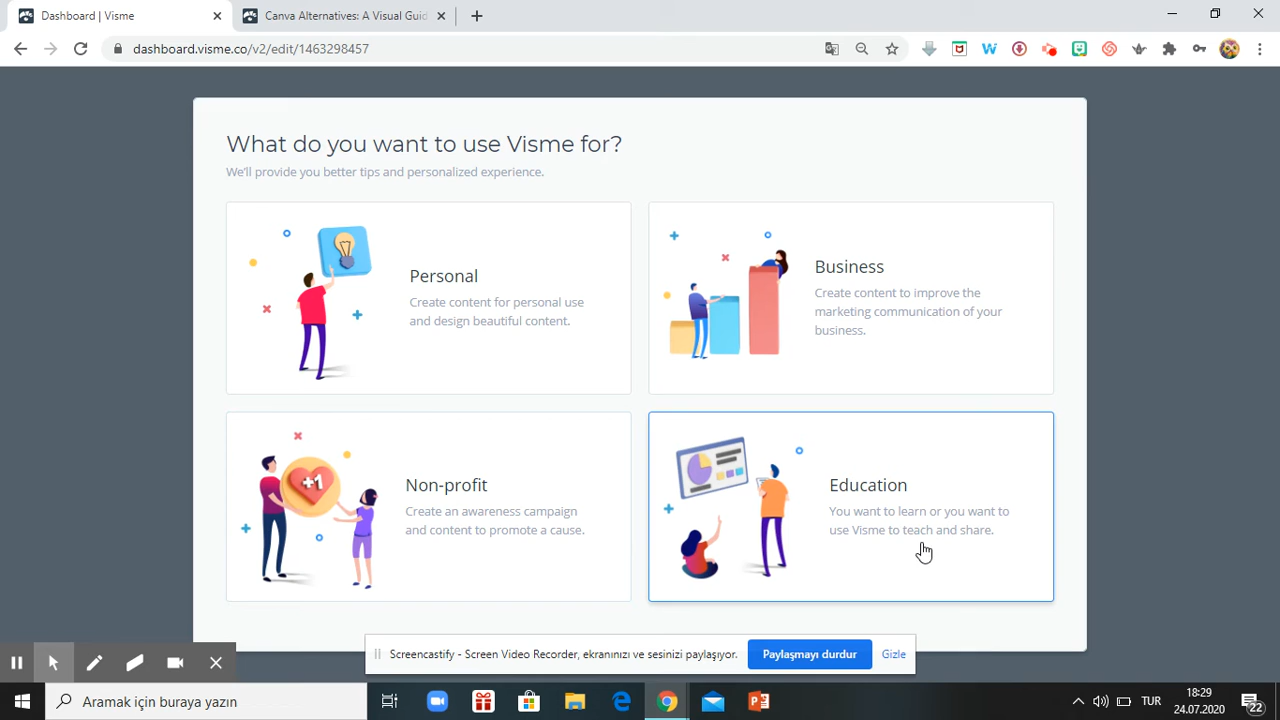 Dashboard | Visme
Canva Alternatives: A Visual Guid
dashboard.visme.co/v2/edit/1463298457
What do you want to use Visme for?
We'll provide you better tips and personalized experience.
Personal
Create content for personal use
and design beautiful content.
Business
Create content to improve the
marketing communication of your
business.
+1
Non-profit
Create an awareness campaign
and content to promote a cause.
Education
You want to learn or you want to
use Visme to teach and share.
Screencastify - Screen Video Recorder, ekranınızı ve sesinizi paylaşıyor.
Paylaşmayı durdur
Gizle
Aramak için buraya yazın
TUR
18:29
24.07.2020
22